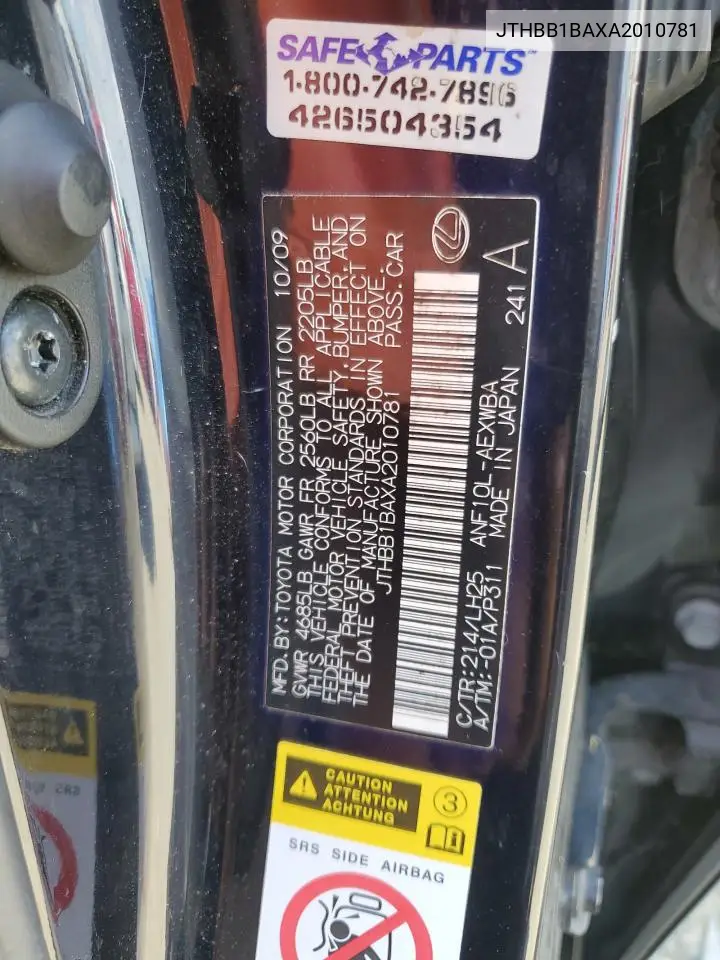 JTHBB1BAXA2010781
SAFE PARTS™
1-800-742-7896
426504354
MFD. BY: TOYOTA MOTOR CORPORATION 10/09
GVWR 4685LB GAWR FR 2560LB RR 2205LB
THIS VEHICLE CONFORMS TO ALL APPLICABLE
FEDERAL MOTOR VEHICLE SAFETY, BUMPER, AND
THEFT PREVENTION STANDARDS IN EFFECT ON
THE DATE OF MANUFACTURE SHOWN ABOVE.
JTHBB1BAXA2010781 PASS. CAR
C/TR:214/LH25 ANF10L-AEXWBA
A/TM:-01A/P311 MADE IN JAPAN 241 A
CAUTION
ATTENTION
ACHTUNG
3
SRS SIDE AIRBAG